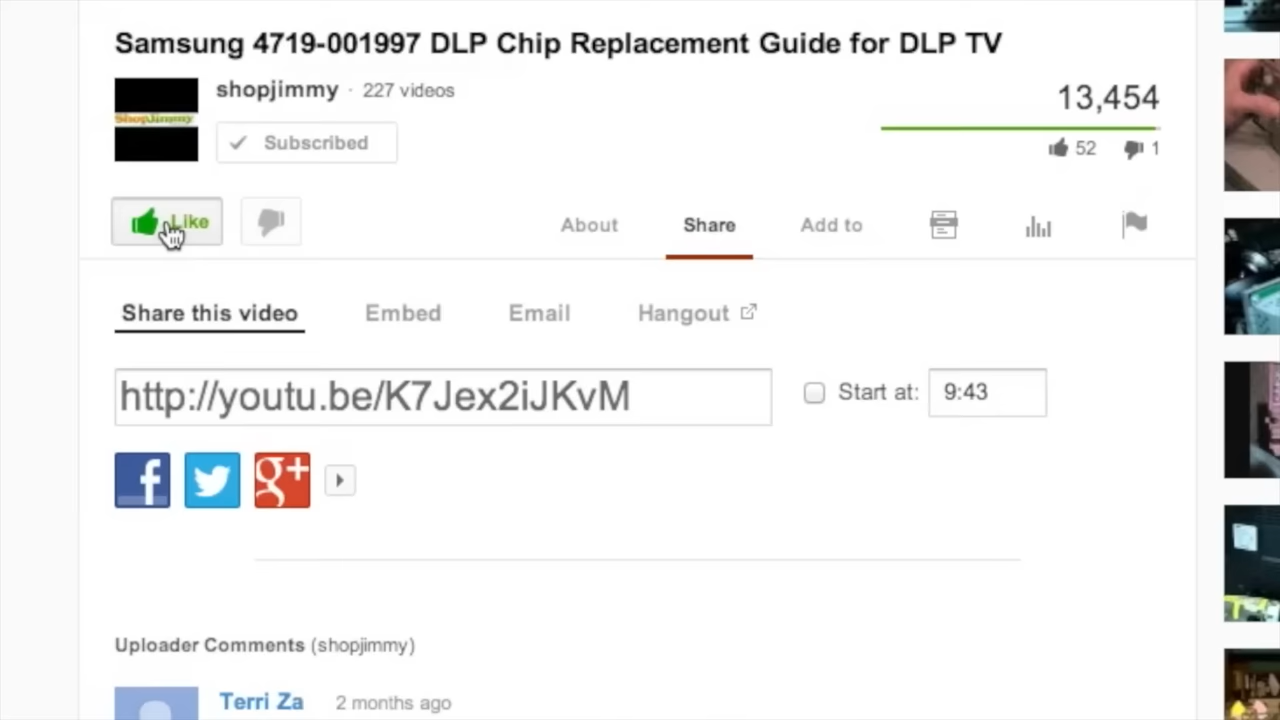 Samsung 4719-001997 DLP Chip Replacement Guide for DLP TV
ShopJimmy
shopjimmy · 227 videos
Subscribed
13,454
52 1
Like
About Share Add to
Share this video Embed Email Hangout
http://youtu.be/K7Jex2iJKvM
Start at: 9:43
f g+
Uploader Comments (shopjimmy)
Terri Za 2 months ago